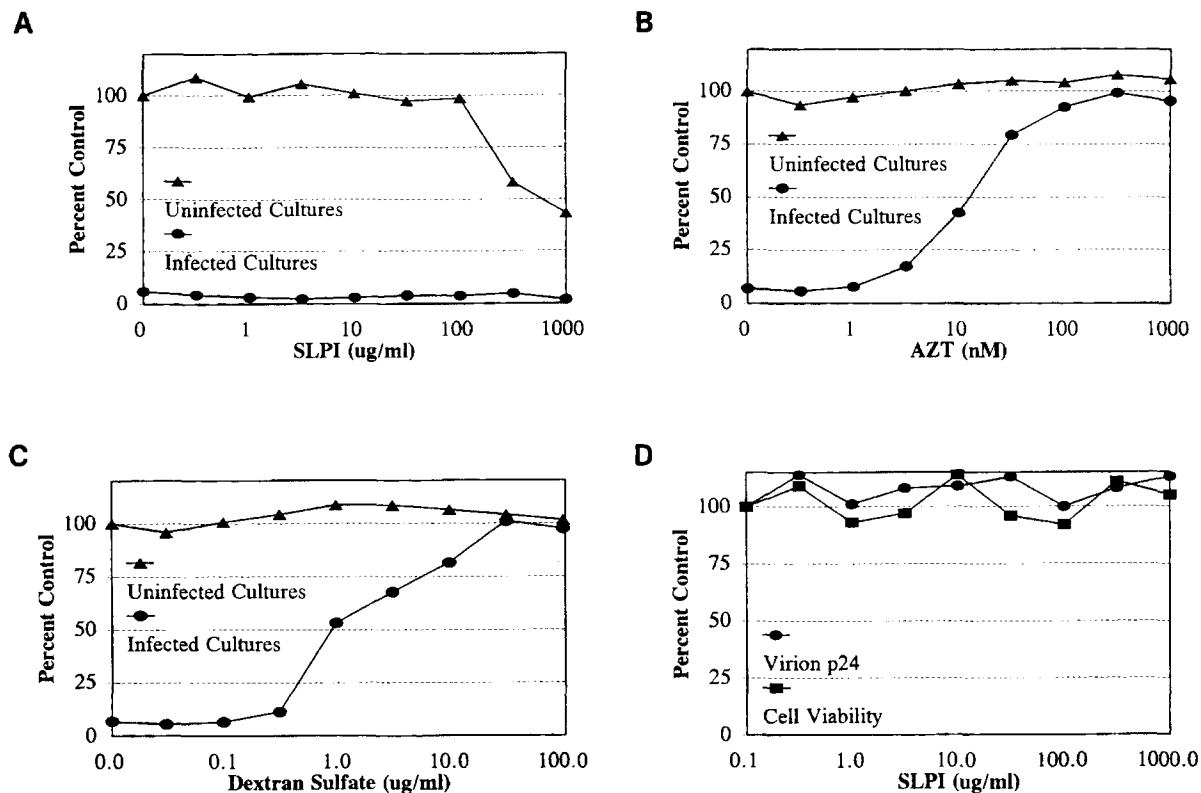 A
Percent Control
100
75
50
25
0
Uninfected Cultures
Infected Cultures
0 1 10 100 1000
SLPI (ug/ml)
B
Percent Control
100
75
50
25
0
Uninfected Cultures
Infected Cultures
0 1 10 100 1000
AZT (nM)
C
Percent Control
100
75
50
25
0
Uninfected Cultures
Infected Cultures
0.0 0.1 1.0 10.0 100.0
Dextran Sulfate (ug/ml)
D
Percent Control
100
75
50
25
0
Virion p24
Cell Viability
0.1 1.0 10.0 100.0 1000.0
SLPI (ug/ml)